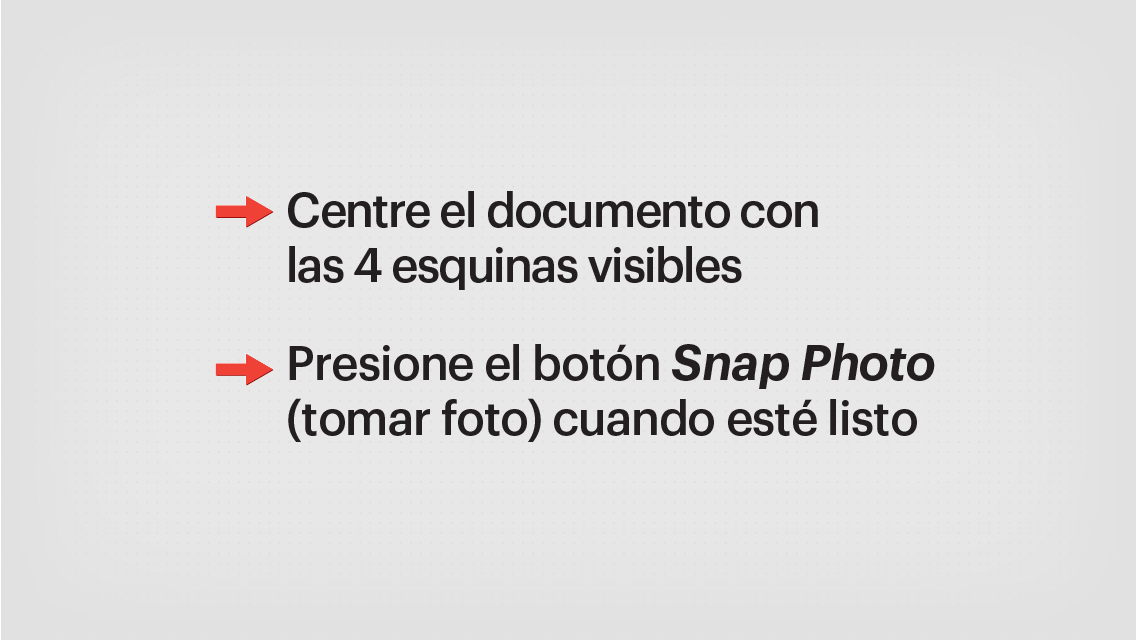 Centre el documento con
las 4 esquinas visibles
Presione el botón Snap Photo
(tomar foto) cuando esté listo